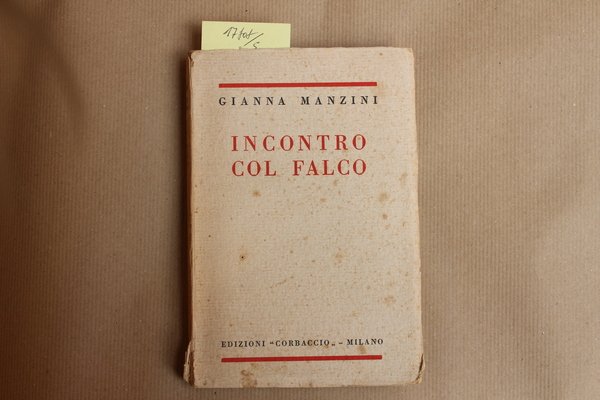 GIANNA MANZINI
INCONTRO
COL FALCO
EDIZIONI "CORBACCIO„ - MILANO